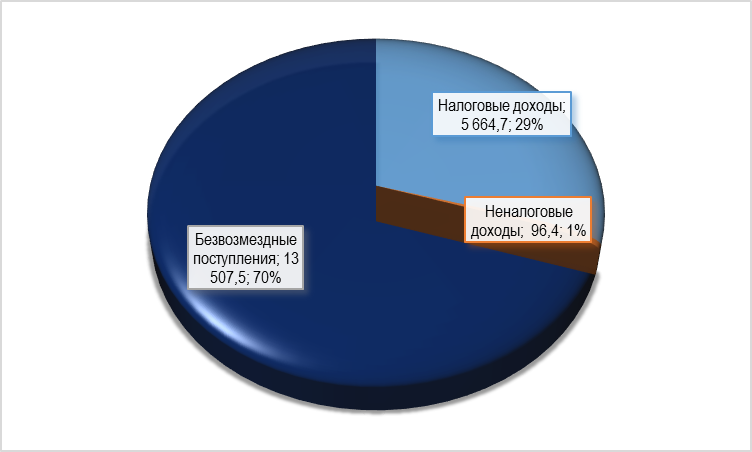 Налоговые доходы;
5 664,7; 29%
Неналоговые
доходы; 96,4; 1%
Безвозмездные
поступления; 13
507,5; 70%